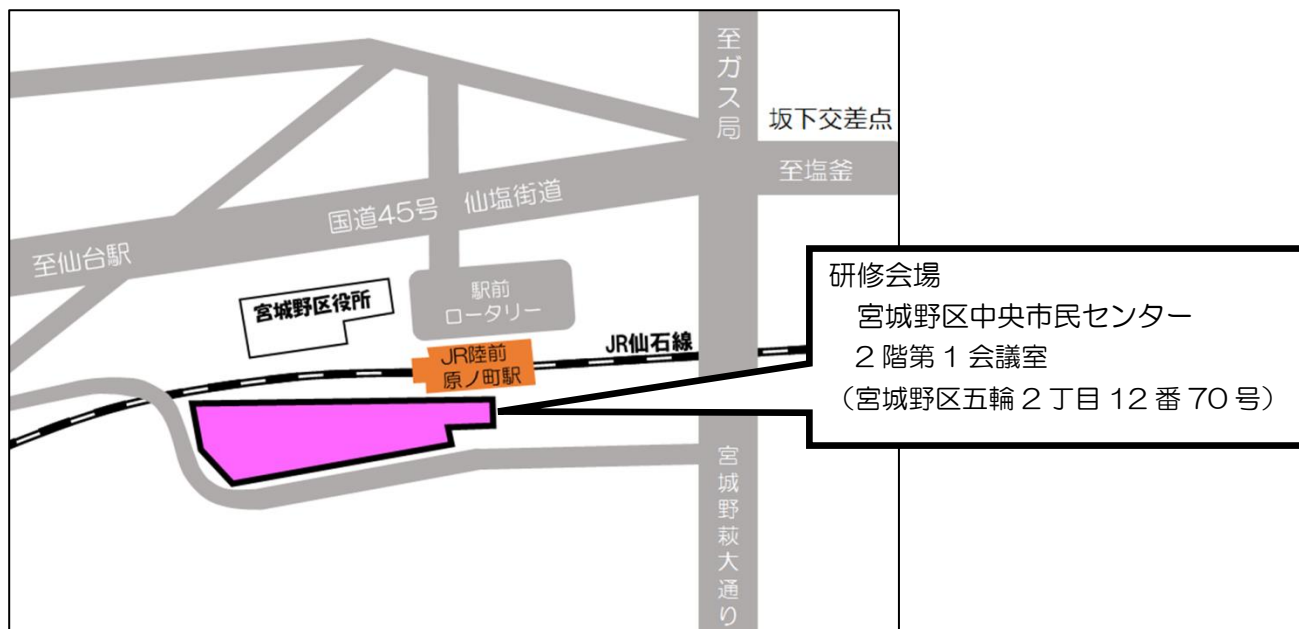 至ガス局
坂下交差点
至塩釜
国道45号 仙塩街道
至仙台駅
宮城野区役所
駅前
ロータリー
JR陸前
原ノ町駅
JR仙石線
研修会場
宮城野区中央市民センター
2階第1会議室
(宮城野区五輪2丁目12番70号)
宮城野萩大通り